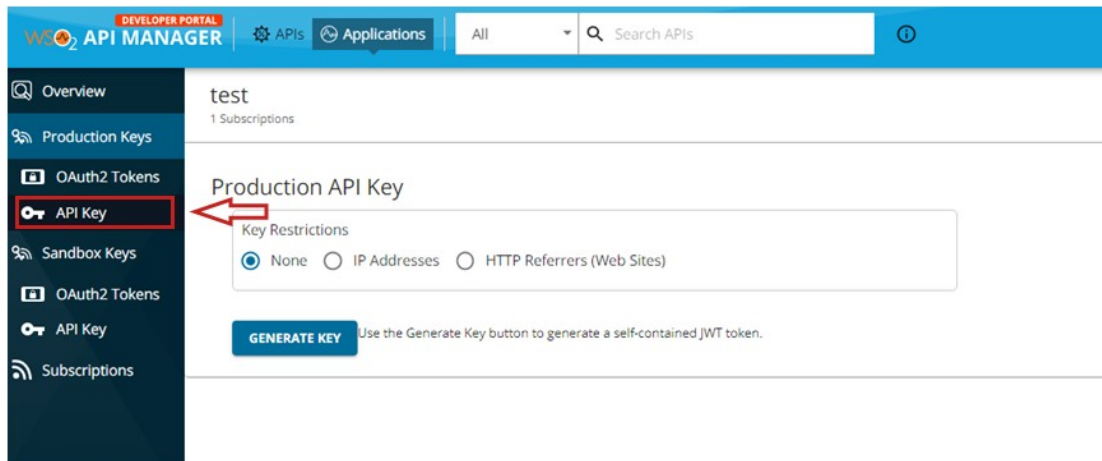 DEVELOPER PORTAL
WSO2 API MANAGER
APIs
Applications
All
Search APIs
Overview
Production Keys
OAuth2 Tokens
API Key
Sandbox Keys
OAuth2 Tokens
API Key
Subscriptions
test
1 Subscriptions
Production API Key
Key Restrictions
None
IP Addresses
HTTP Referrers (Web Sites)
GENERATE KEY
Use the Generate Key button to generate a self-contained JWT token.